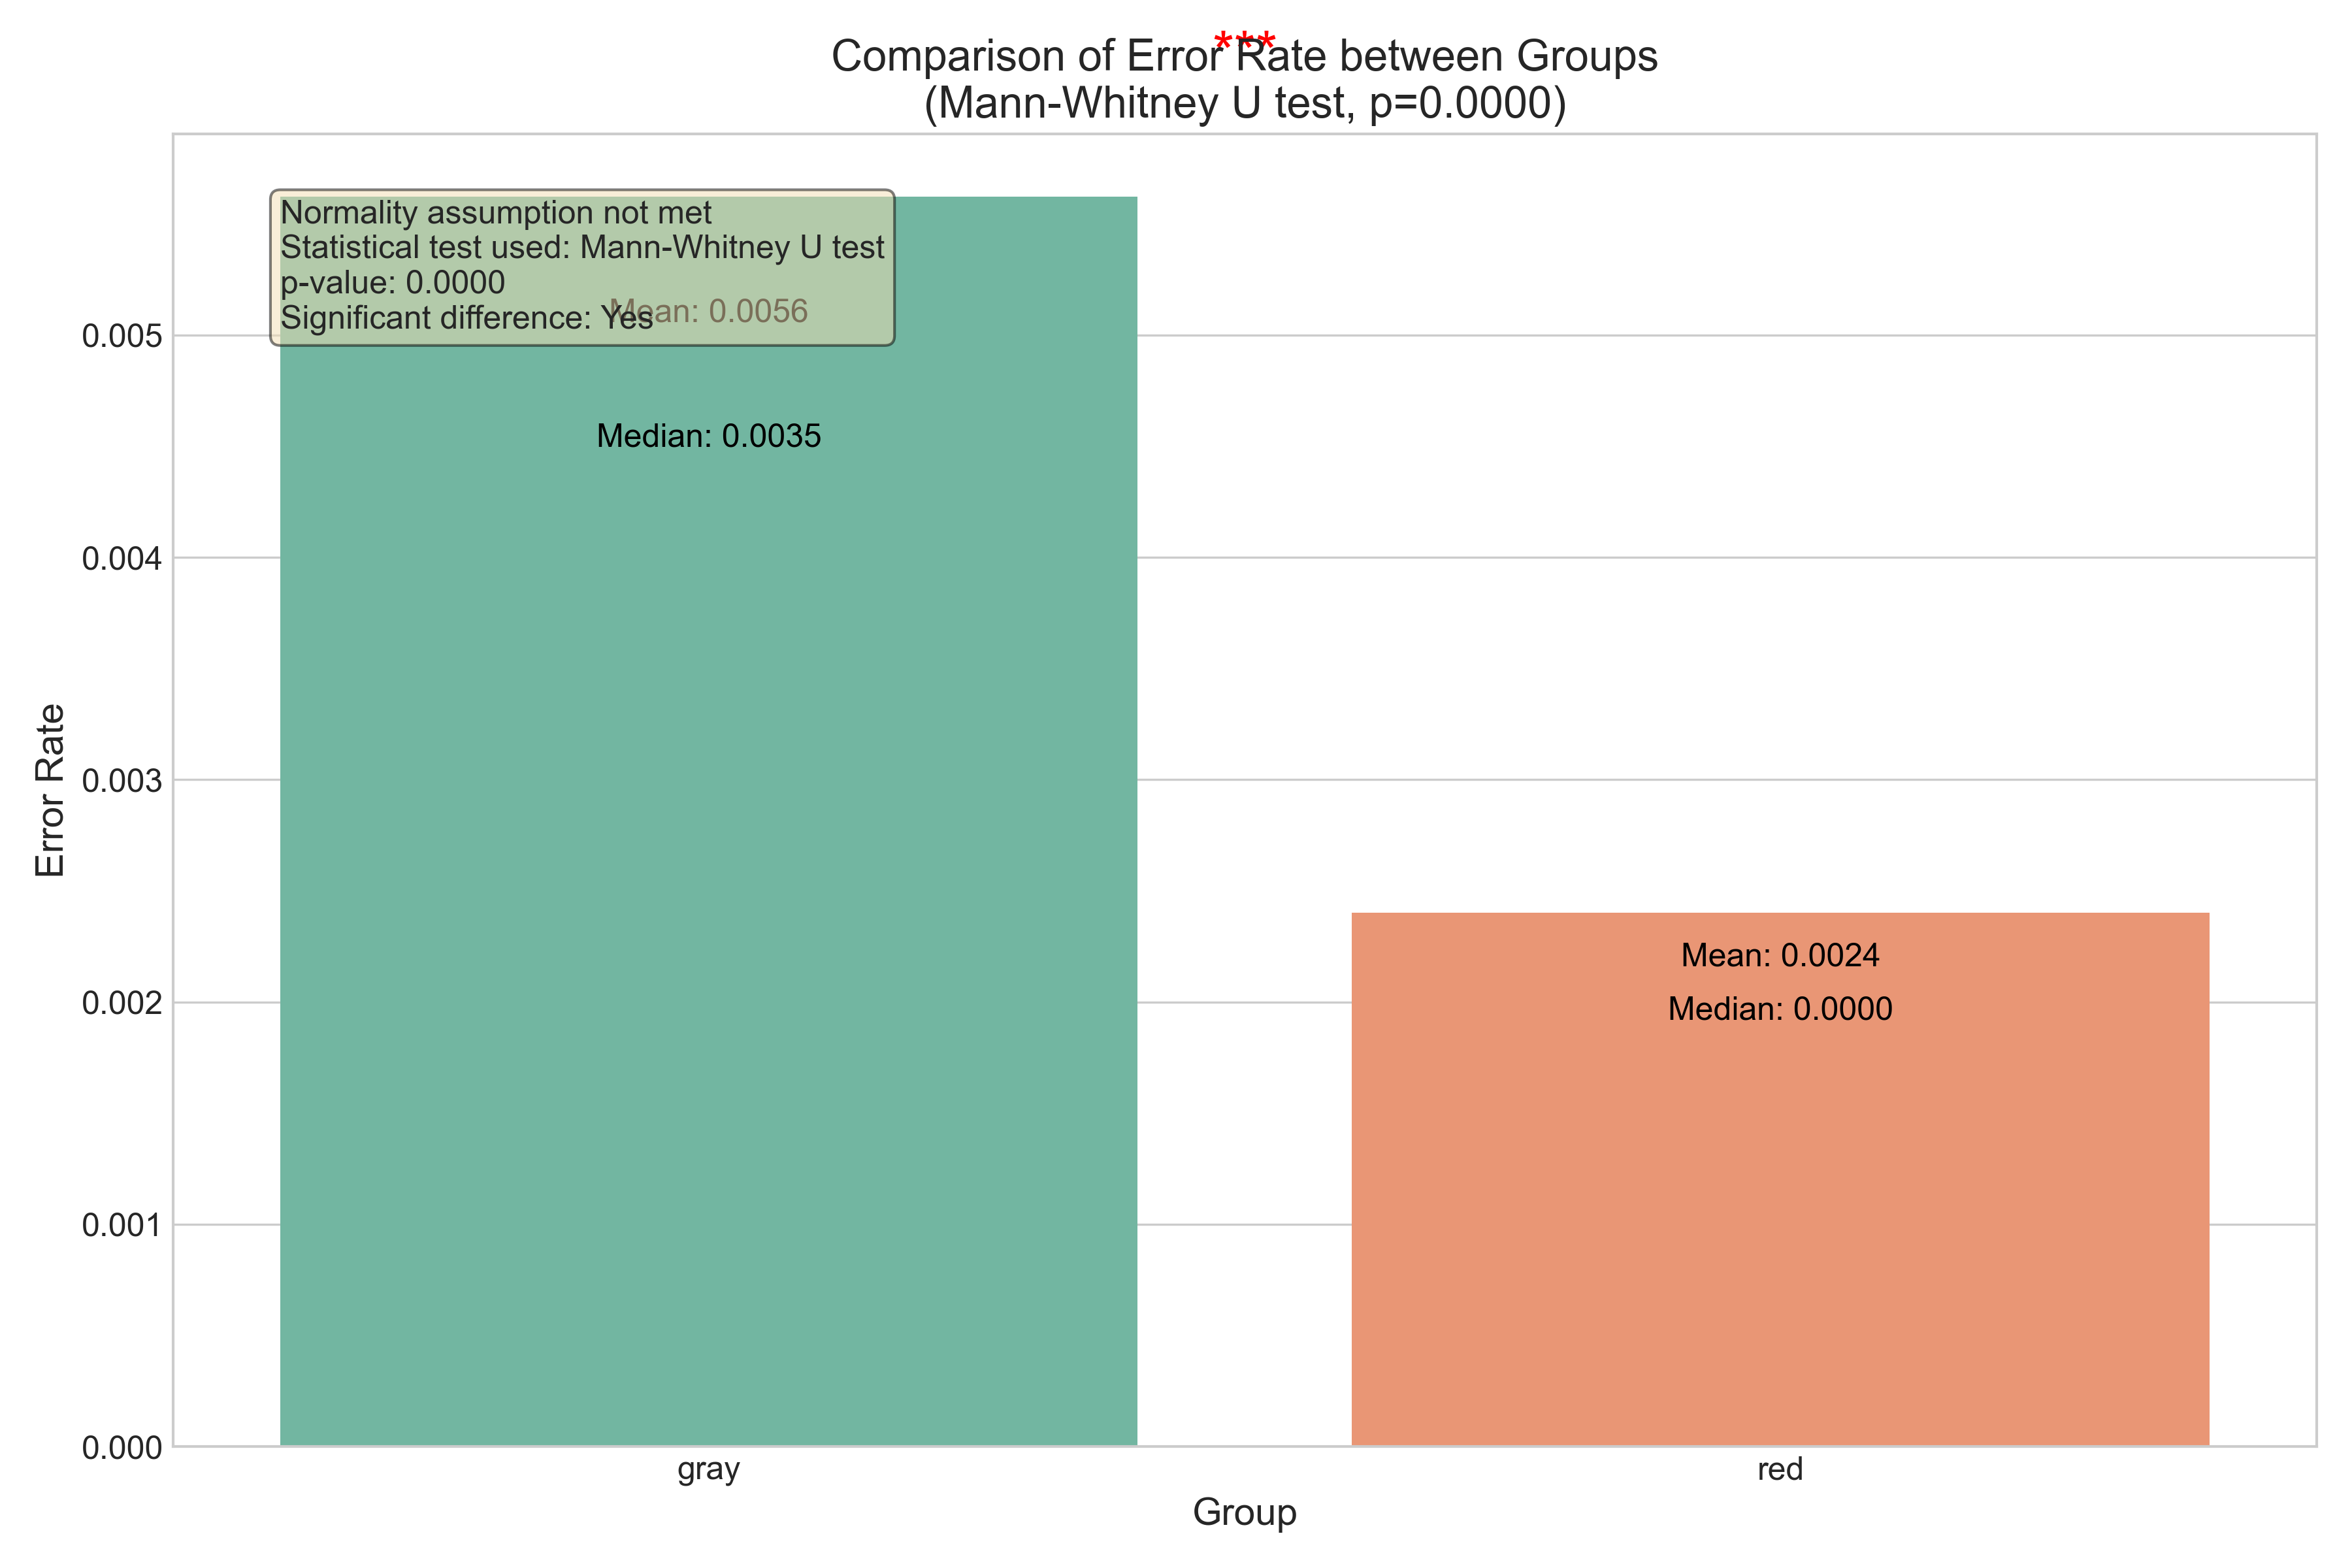 ***
Comparison of Error Rate between Groups
(Mann-Whitney U test, p=0.0000)
Normality assumption not met
Statistical test used: Mann-Whitney U test
p-value: 0.0000
Significant difference: Yes
Mean: 0.0056
Median: 0.0035
Mean: 0.0024
Median: 0.0000
0.005
0.004
0.003
0.002
0.001
0.000
Error Rate
gray
red
Group